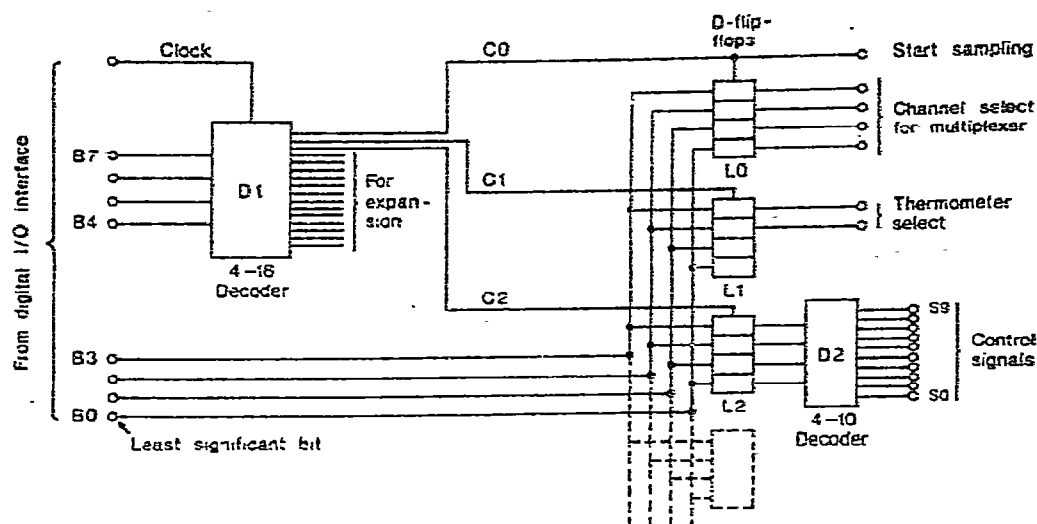 D-flip-
flops
Clock
C0
Start sampling
Channel select
for multiplexer
L0
From digital I/O interface
B7
B4
D1
For
expan-
sion
4-16
Decoder
C1
Thermometer
select
L1
C2
S9
D2
Control
signals
S0
B3
B0
L2
4-10
Decoder
Least significant bit